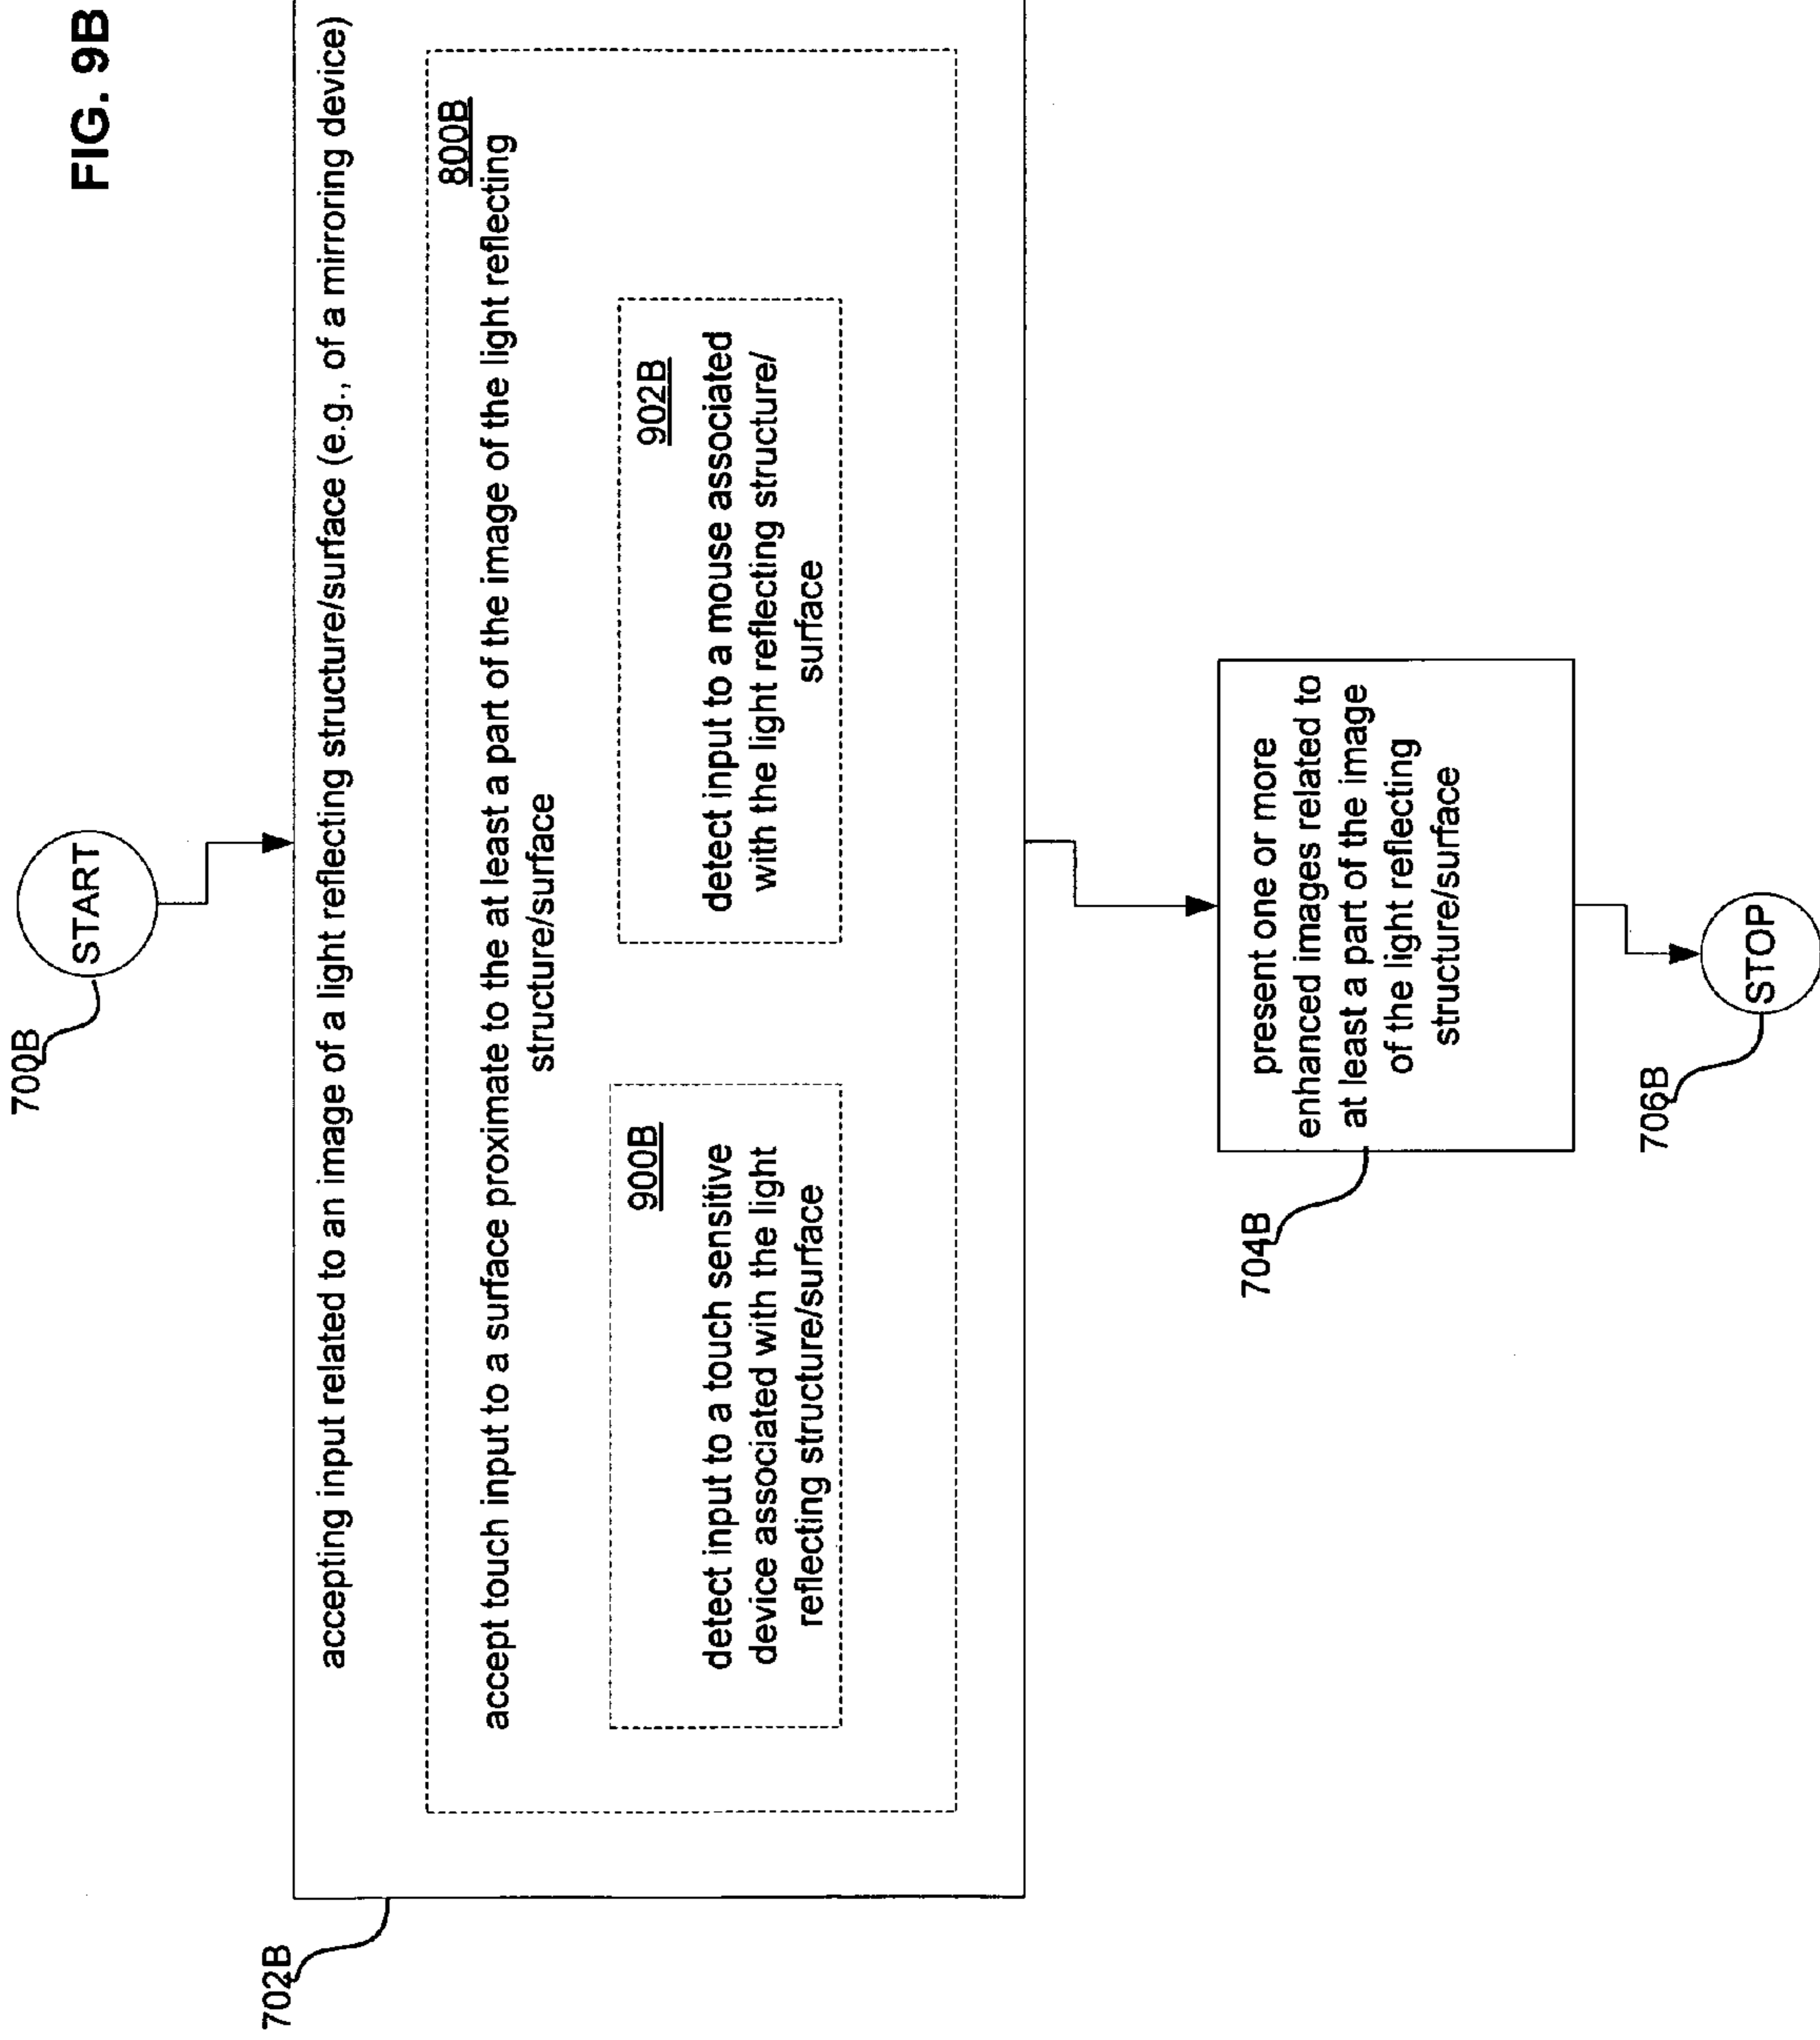 FIG. 9B
700B
START
702B
accepting input related to an image of a light reflecting structure/surface (e.g., of a mirroring device)
800B
accept touch input to a surface proximate to the at least a part of the image of the light reflecting
structure/surface
900B
detect input to a touch sensitive
device associated with the light
reflecting structure/surface
902B
detect input to a mouse associated
with the light reflecting structure/
surface
704B
present one or more
enhanced images related to
at least a part of the image
of the light reflecting
structure/surface
706B
STOP